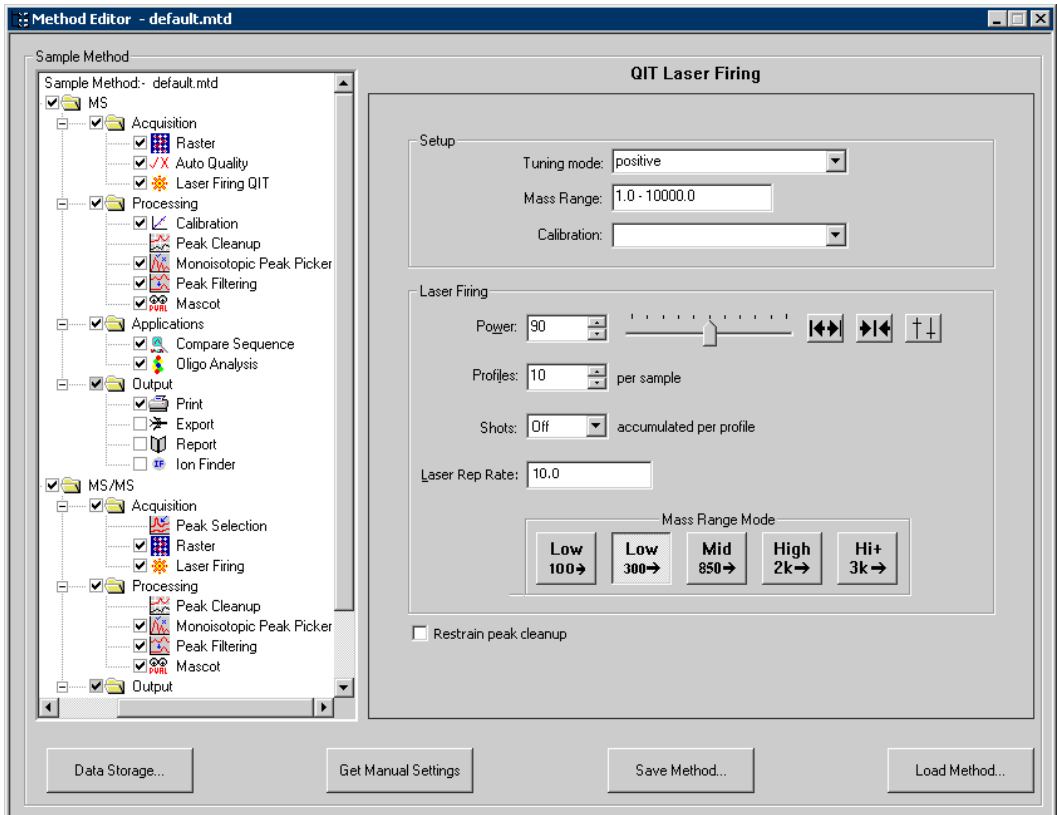 Method Editor - default.mtd
Sample Method
Sample Method:- default.mtd
MS
Acquisition
Raster
Auto Quality
Laser Firing QIT
Processing
Calibration
Peak Cleanup
Monoisotopic Peak Picker
Peak Filtering
Mascot
Applications
Compare Sequence
Oligo Analysis
Output
Print
Export
Report
IF Ion Finder
MS/MS
Acquisition
Peak Selection
Raster
Laser Firing
Processing
Peak Cleanup
Monoisotopic Peak Picker
Peak Filtering
Mascot
Output
QIT Laser Firing
Setup
Tuning mode: positive
Mass Range: 1.0 - 10000.0
Calibration:
Laser Firing
Power: 90
Profiles: 10 per sample
Shots: Off accumulated per profile
Laser Rep Rate: 10.0
Mass Range Mode
Low 100→
Low 300→
Mid 850→
High 2k→
Hi+ 3k→
Restrain peak cleanup
Data Storage...
Get Manual Settings
Save Method...
Load Method...